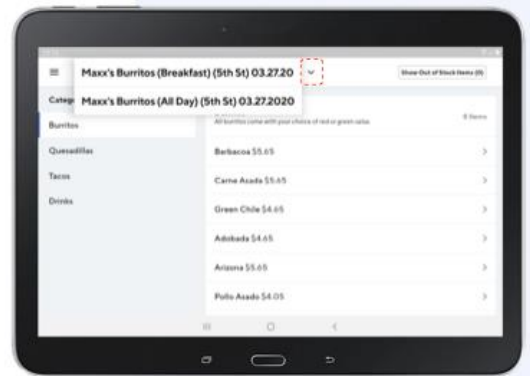 Maxx's Burritos (Breakfast) (5th St) 03.27.20
Show Out of Stock Items (0)
Maxx's Burritos (All Day) (5th St) 03.27.2020
Categ
All burritos come with your choice of red or green salsa.
8 Items
Burritos
Quesadillas
Tacos
Drinks
Barbacoa $5.65
Carne Asada $5.65
Green Chile $4.65
Adobada $4.65
Arizona $5.65
Pollo Asado $4.05